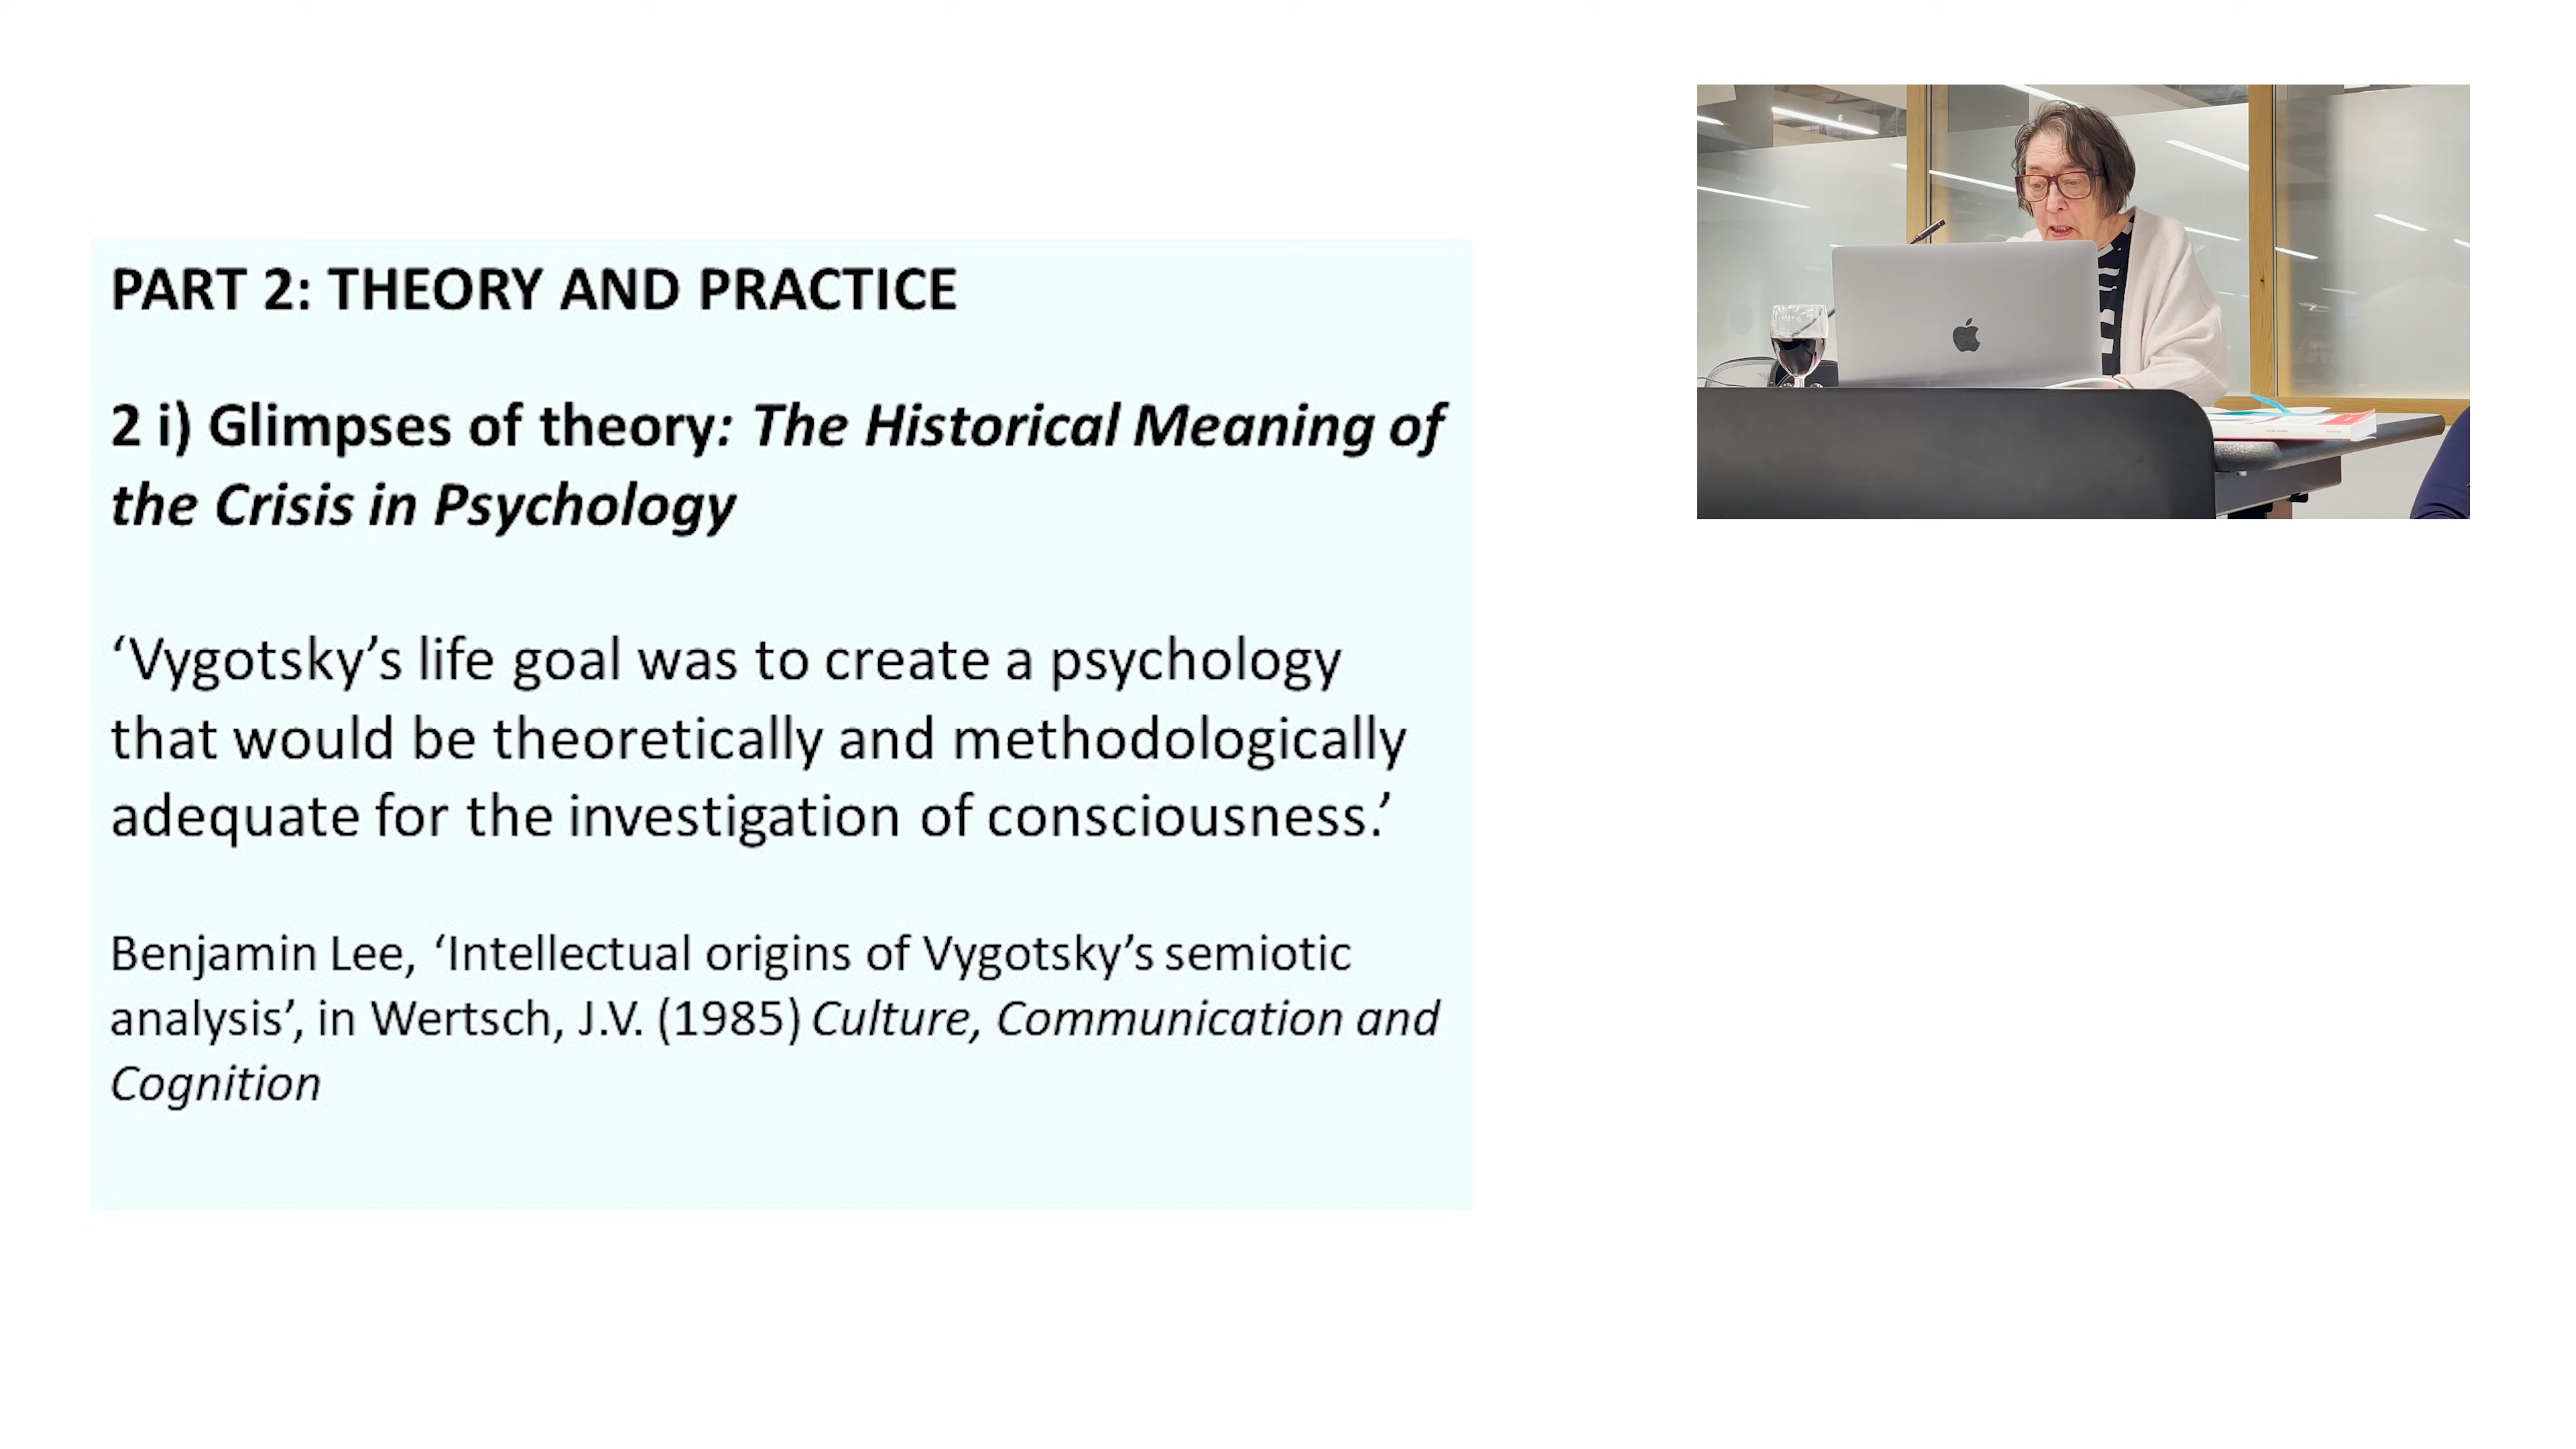 PART 2: THEORY AND PRACTICE
2 i) Glimpses of theory: The Historical Meaning of
the Crisis in Psychology
‘Vygotsky’s life goal was to create a psychology
that would be theoretically and methodologically
adequate for the investigation of consciousness.’
Benjamin Lee, ‘Intellectual origins of Vygotsky’s semiotic
analysis’, in Wertsch, J.V. (1985) Culture, Communication and
Cognition